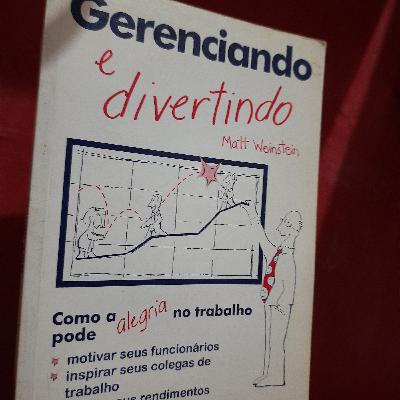 Gerenciando
e
divertindo
Matt Weinstein
Como a alegria no trabalho
pode
motivar seus funcionários
inspirar seus colegas de
trabalho
rendimentos